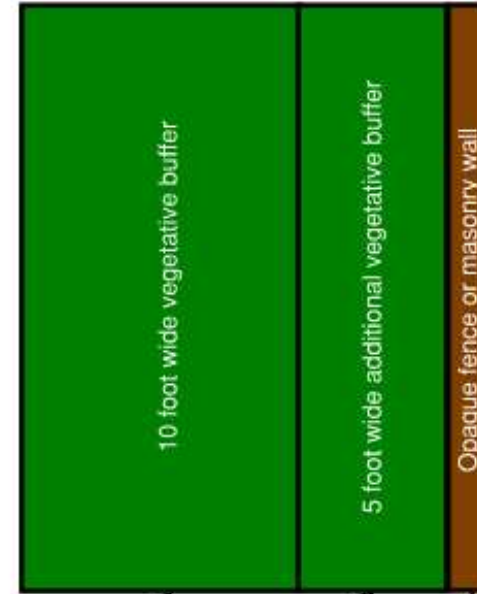 10 foot wide vegetative buffer
5 foot wide additional vegetative buffer
Opaque fence or masonry wall